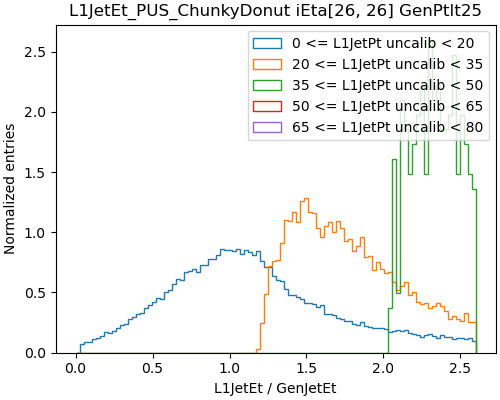 L1JetEt_PUS_ChunkyDonut iEta[26, 26] GenPtlt25
0 <= L1JetPt uncalib < 20
20 <= L1JetPt uncalib < 35
35 <= L1JetPt uncalib < 50
50 <= L1JetPt uncalib < 65
65 <= L1JetPt uncalib < 80
Normalized entries
2.5
2.0
1.5
1.0
0.5
0.0
0.0 0.5 1.0 1.5 2.0 2.5
L1JetEt / GenJetEt